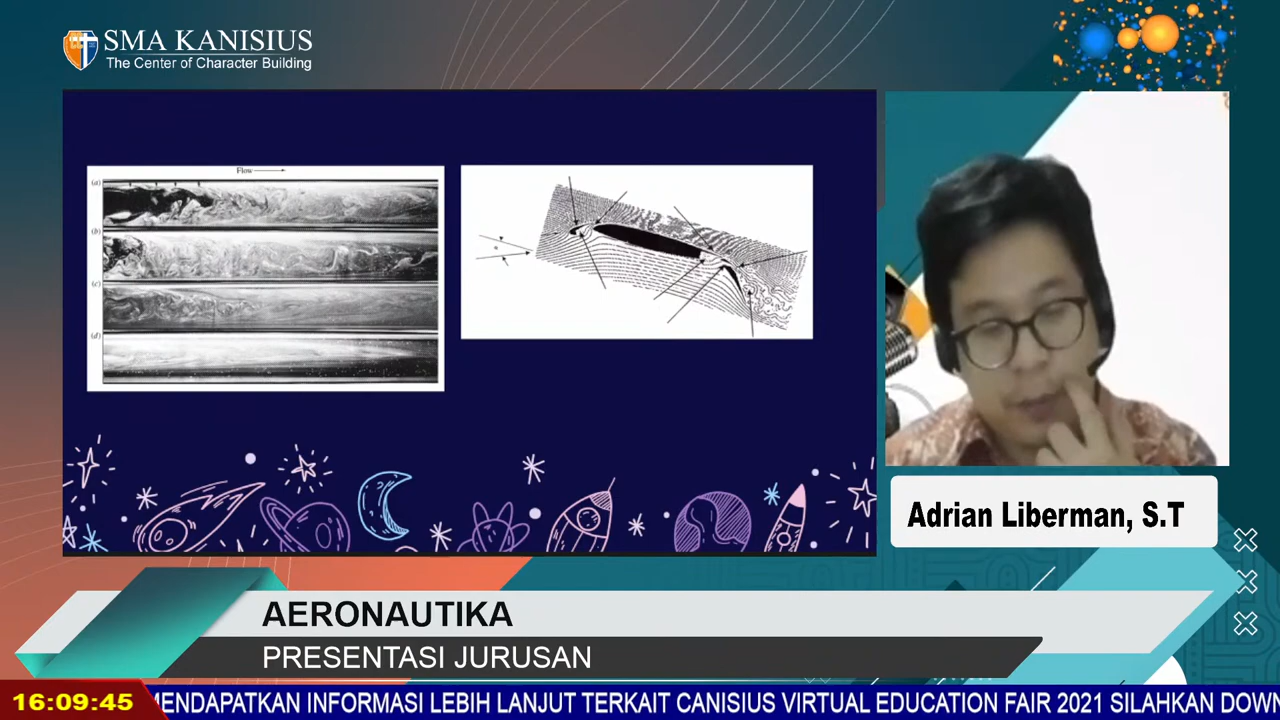 SMA KANISIUS
The Center of Character Building
Flow
(a)
(b)
(c)
(d)
Adrian Liberman, S.T
AERONAUTIKA
PRESENTASI JURUSAN
16:09:45
MENDAPATKAN INFORMASI LEBIH LANJUT TERKAIT CANISIUS VIRTUAL EDUCATION FAIR 2021 SILAHKAN DOWN